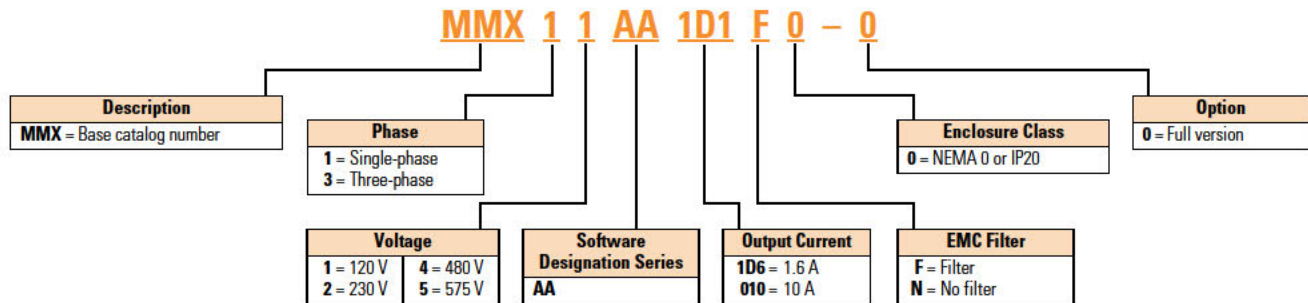 MMX 1 1 AA 1D1 F 0 – 0
Description
MMX = Base catalog number
Phase
1 = Single-phase
3 = Three-phase
Enclosure Class
0 = NEMA 0 or IP20
Option
0 = Full version
Voltage
1 = 120 V 4 = 480 V
2 = 230 V 5 = 575 V
Software
Designation Series
AA
Output Current
1D6 = 1.6 A
010 = 10 A
EMC Filter
F = Filter
N = No filter